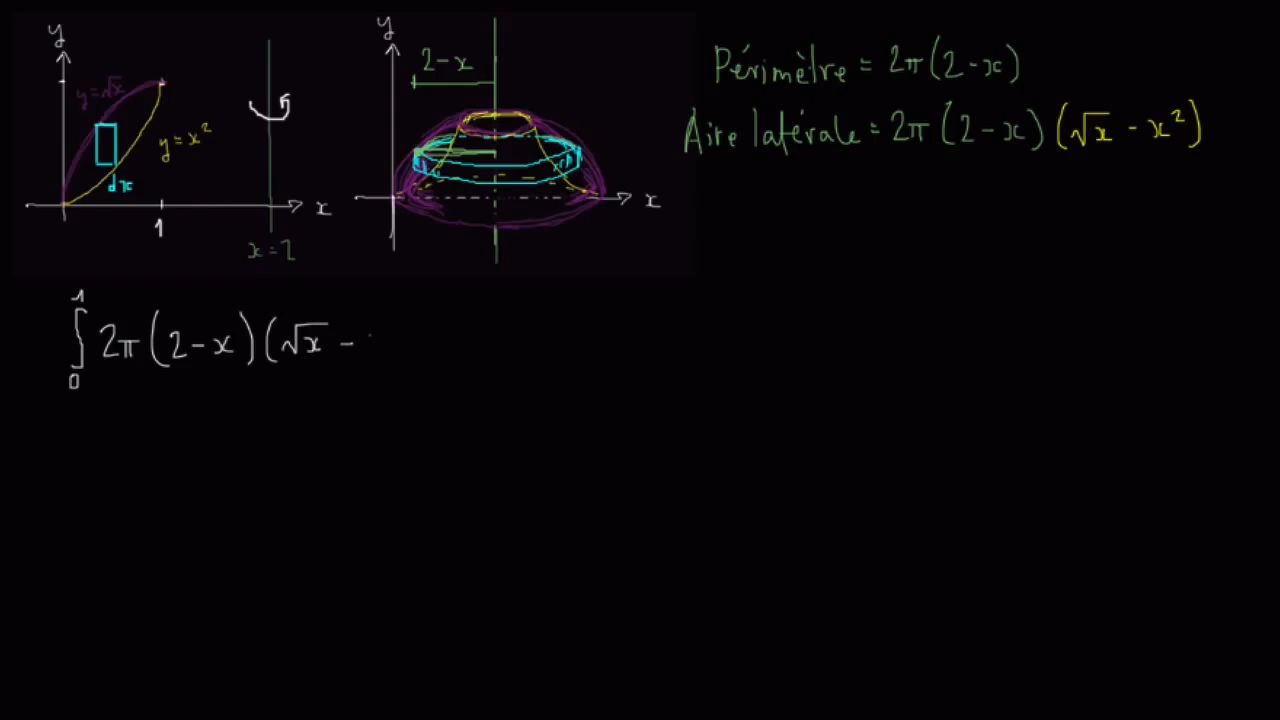 y
y = √x
y = x²
dx
1
x
x = 2
y
2 - x
x
Périmètre = 2π(2-x)
Aire latérale = 2π(2-x)(√x - x²)
∫₀¹ 2π(2-x)(√x -